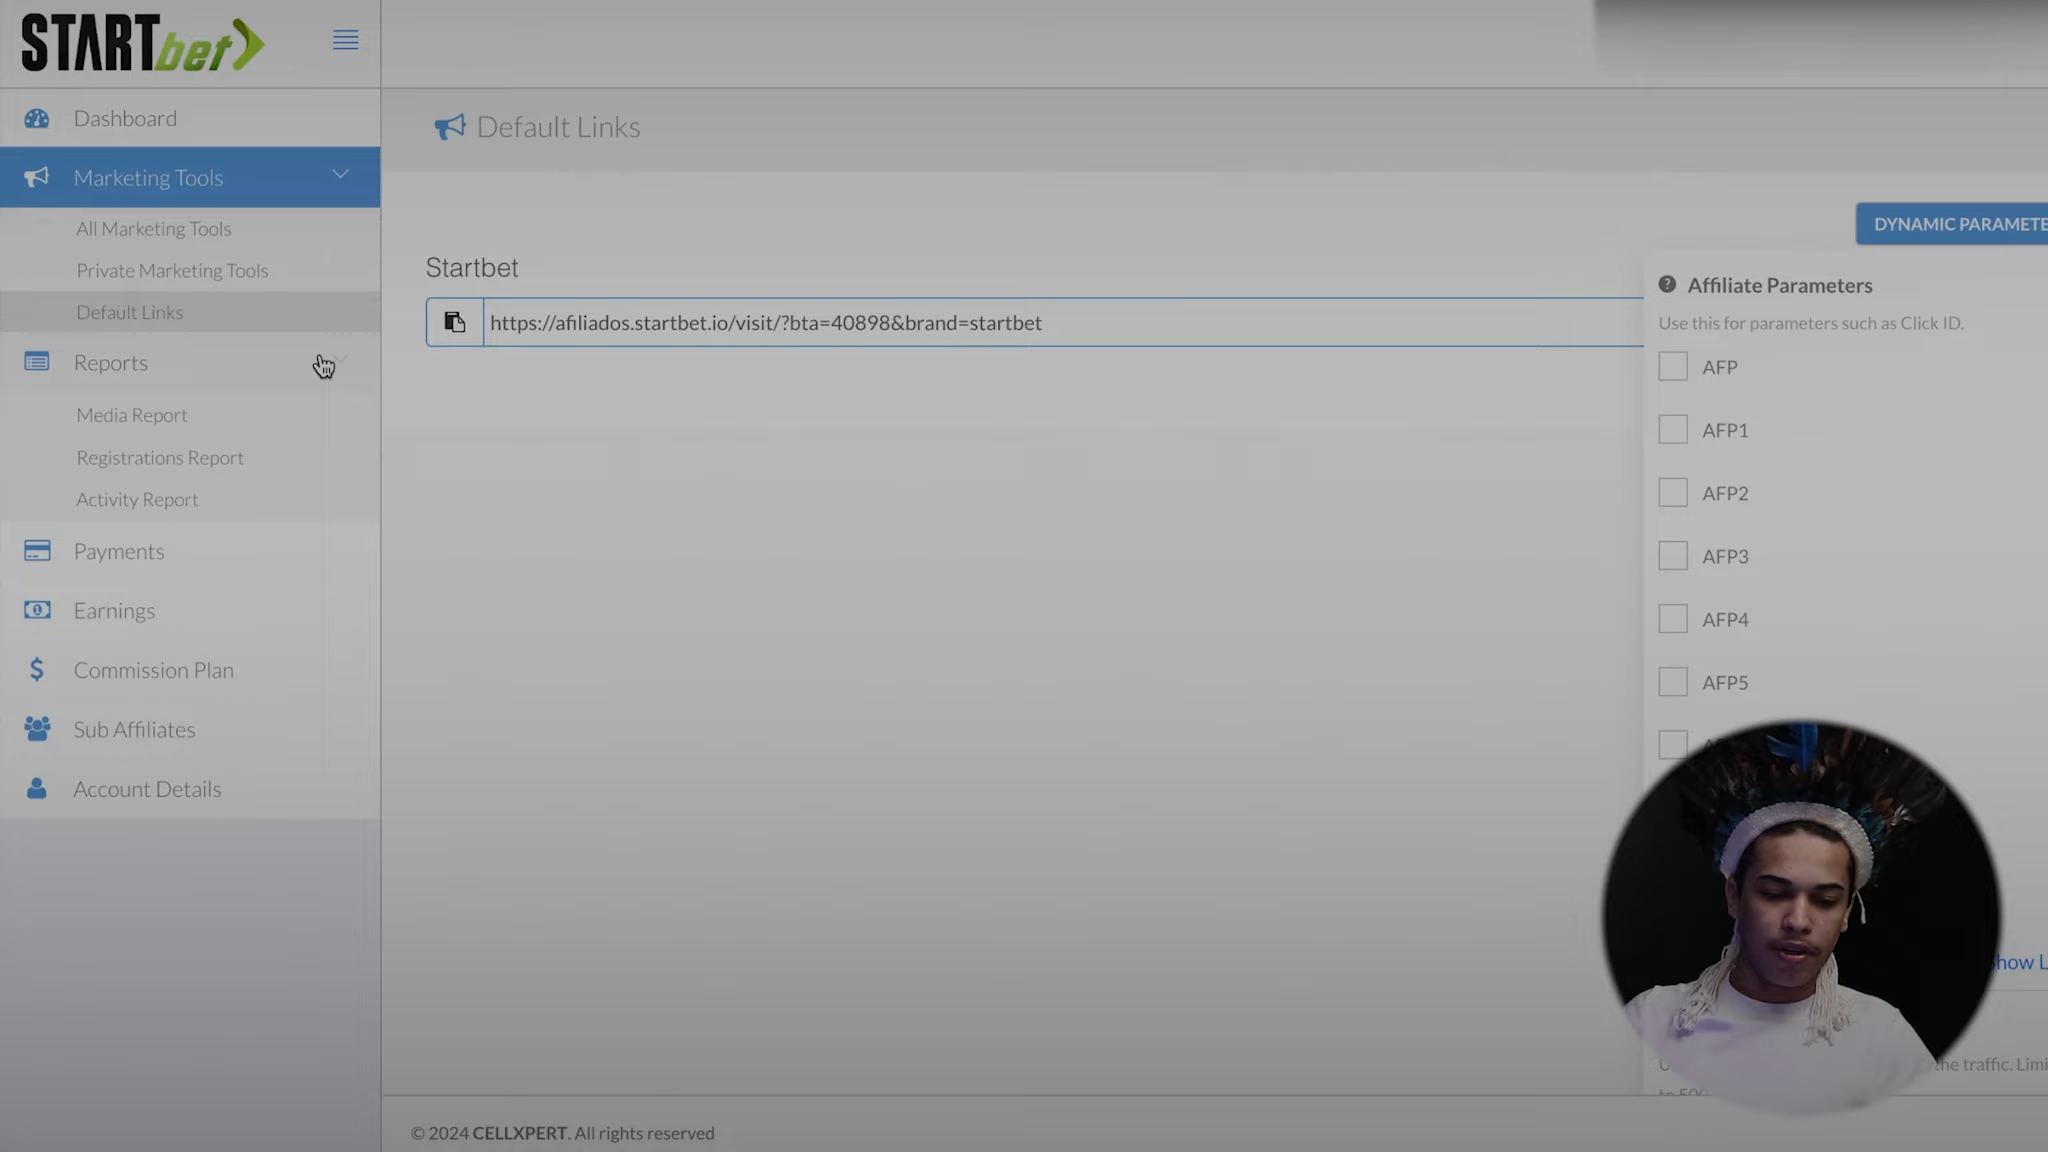 STARTbet
Dashboard
Marketing Tools
All Marketing Tools
Private Marketing Tools
Default Links
Reports
Media Report
Registrations Report
Activity Report
Payments
Earnings
Commission Plan
Sub Affiliates
Account Details
Default Links
DYNAMIC PARAMETE
Startbet
https://afiliados.startbet.io/visit/?bta=40898&brand=startbet
Affiliate Parameters
Use this for parameters such as Click ID.
AFP
AFP1
AFP2
AFP3
AFP4
AFP5
how L
the traffic. Limi
© 2024 CELLXPERT. All rights reserved